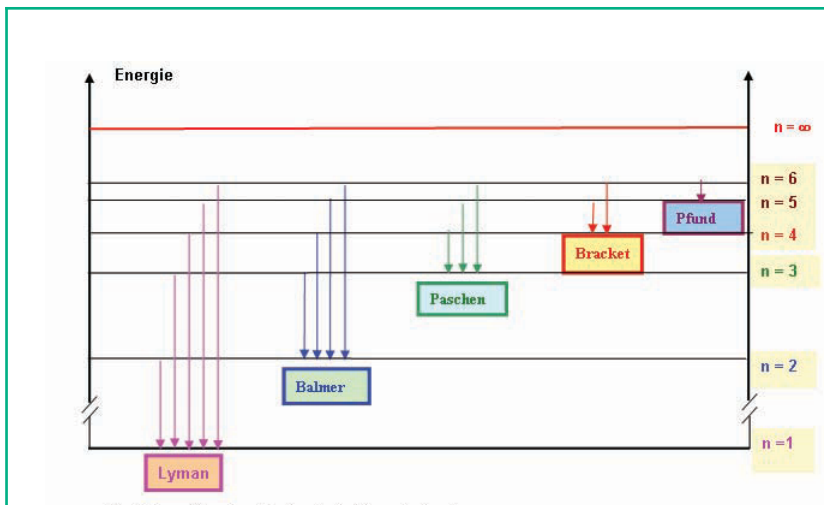 Energie
n = ∞
n = 6
n = 5
Pfund
n = 4
Bracket
n = 3
Paschen
n = 2
Balmer
n =1
Lyman